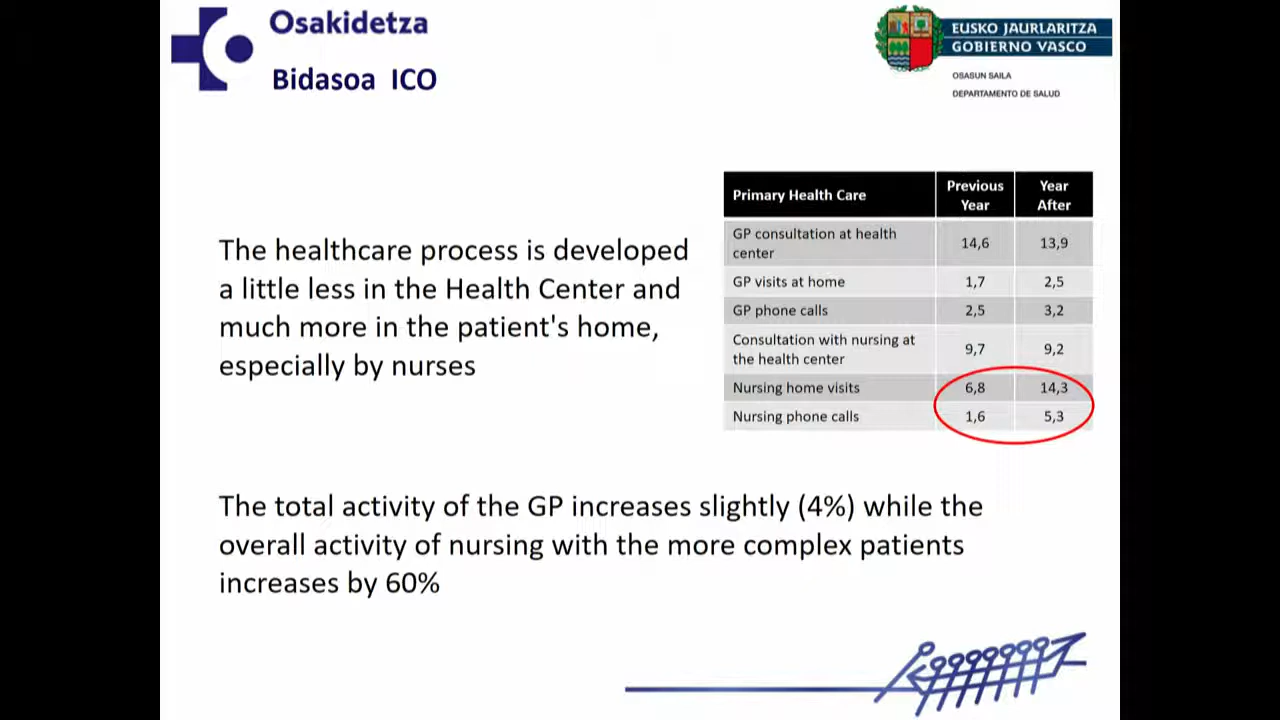 Osakidetza
Bidasoa ICO
EUSKO JAURLARITZA
GOBIERNO VASCO
OSASUN SAILA
DEPARTAMENTO DE SALUD
The healthcare process is developed
a little less in the Health Center and
much more in the patient's home,
especially by nurses
Primary Health Care Previous Year Year After
GP consultation at health center 14,6 13,9
GP visits at home 1,7 2,5
GP phone calls 2,5 3,2
Consultation with nursing at the health center 9,7 9,2
Nursing home visits 6,8 14,3
Nursing phone calls 1,6 5,3
The total activity of the GP increases slightly (4%) while the
overall activity of nursing with the more complex patients
increases by 60%